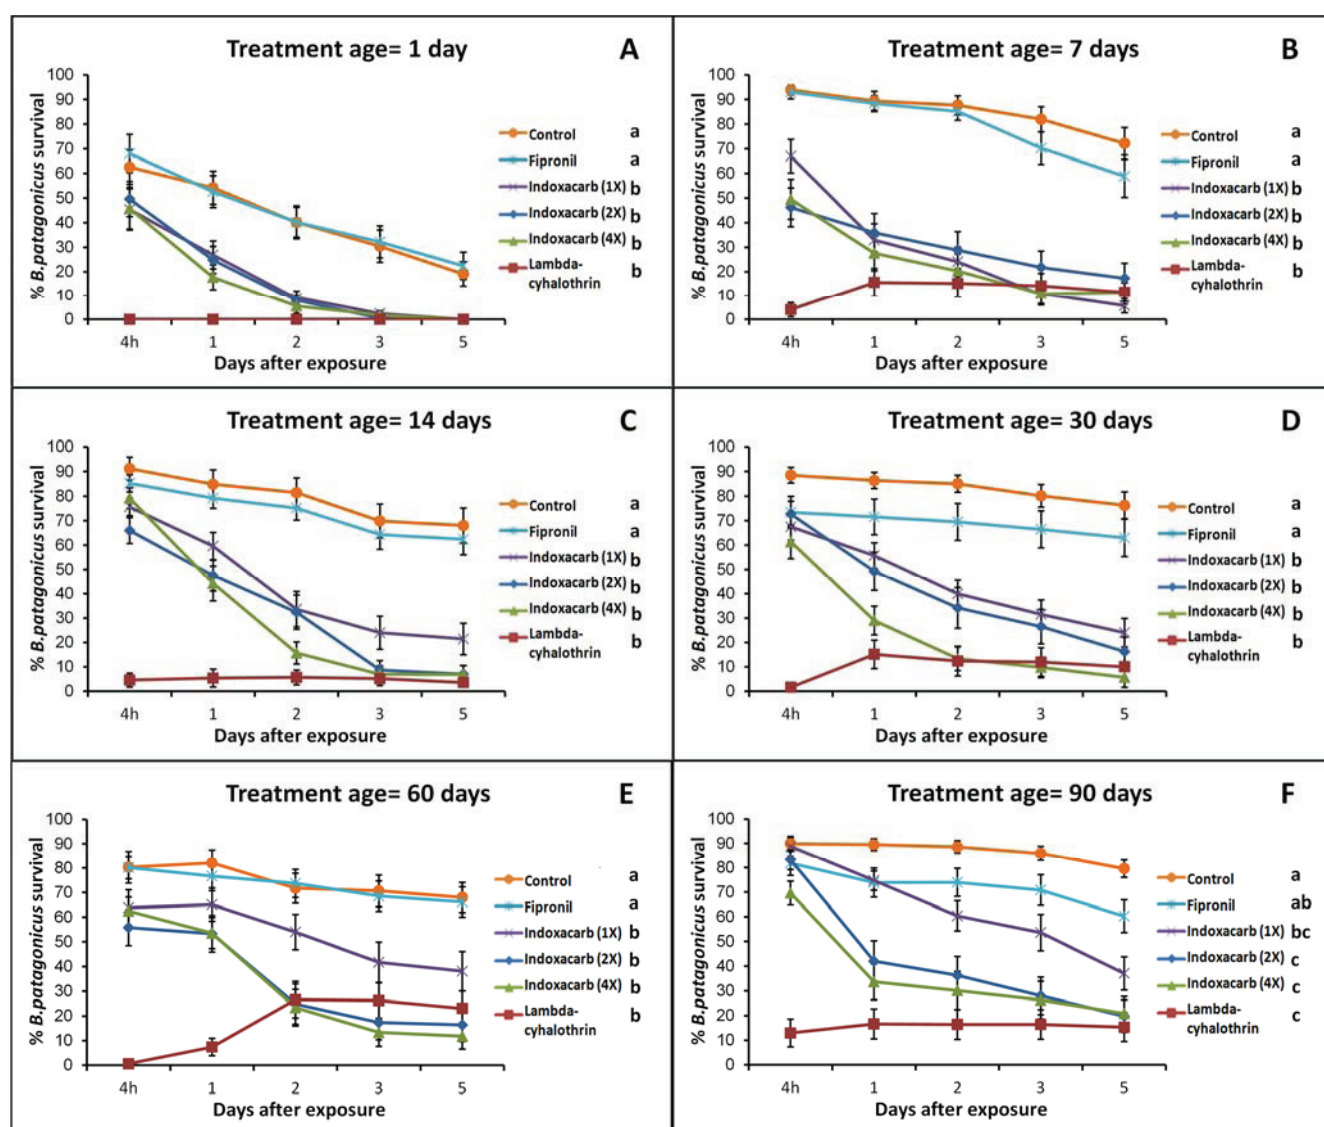 Treatment age= 1 day
A
% B.patagonicus survival
100
90
80
70
60
50
40
30
20
10
0
4h 1 2 3 5
Days after exposure
Control a
Fipronil a
Indoxacarb (1X) b
Indoxacarb (2X) b
Indoxacarb (4X) b
Lambda-
cyhalothrin b
Treatment age= 7 days
B
% B.patagonicus survival
100
90
80
70
60
50
40
30
20
10
0
4h 1 2 3 5
Days after exposure
Control a
Fipronil a
Indoxacarb (1X) b
Indoxacarb (2X) b
Indoxacarb (4X) b
Lambda-
cyhalothrin b
Treatment age= 14 days
C
% B.patagonicus survival
100
90
80
70
60
50
40
30
20
10
0
4h 1 2 3 5
Days after exposure
Control a
Fipronil a
Indoxacarb (1X) b
Indoxacarb (2X) b
Indoxacarb (4X) b
Lambda-
cyhalothrin b
Treatment age= 30 days
D
% B.patagonicus survival
100
90
80
70
60
50
40
30
20
10
0
4h 1 2 3 5
Days after exposure
Control a
Fipronil a
Indoxacarb (1X) b
Indoxacarb (2X) b
Indoxacarb (4X) b
Lambda-
cyhalothrin b
Treatment age= 60 days
E
% B.patagonicus survival
100
90
80
70
60
50
40
30
20
10
0
4h 1 2 3 5
Days after exposure
Control a
Fipronil a
Indoxacarb (1X) b
Indoxacarb (2X) b
Indoxacarb (4X) b
Lambda-
cyhalothrin b
Treatment age= 90 days
F
% B.patagonicus survival
100
90
80
70
60
50
40
30
20
10
0
4h 1 2 3 5
Days after exposure
Control a
Fipronil ab
Indoxacarb (1X) bc
Indoxacarb (2X) c
Indoxacarb (4X) c
Lambda-
cyhalothrin c